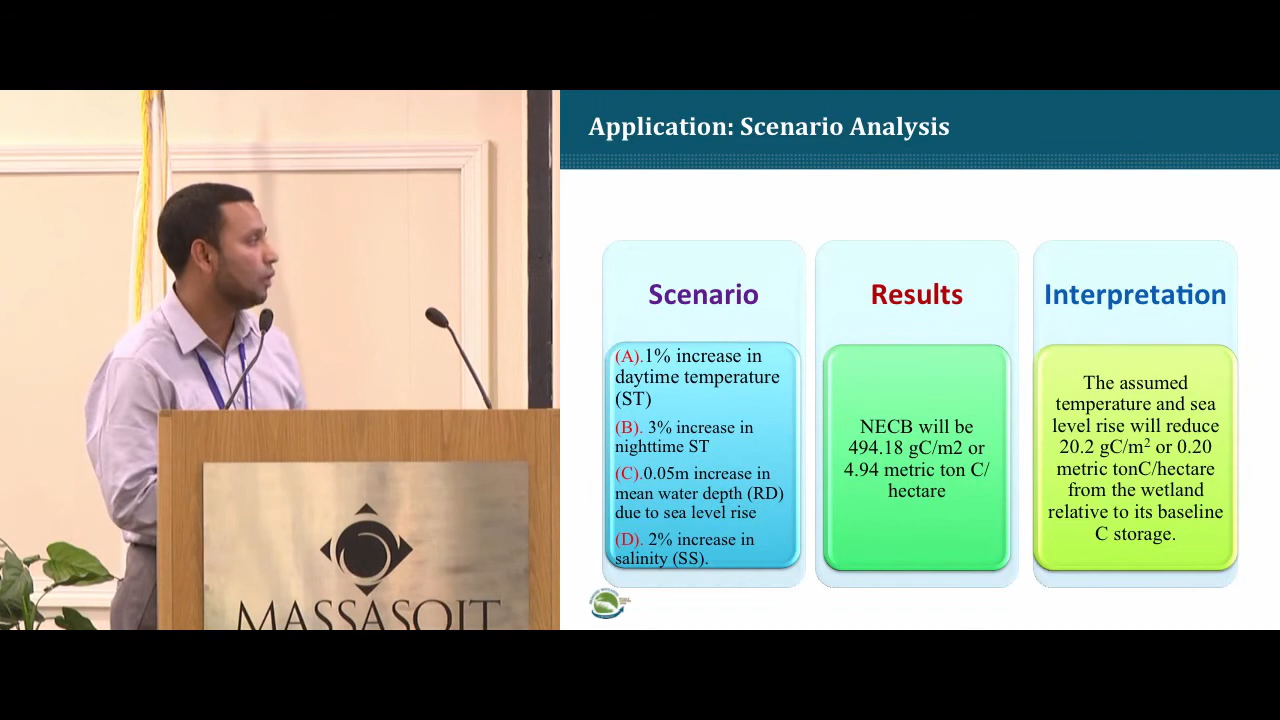 Application: Scenario Analysis
Scenario
(A).1% increase in
daytime temperature
(ST)
(B). 3% increase in
nighttime ST
(C).0.05m increase in
mean water depth (RD)
due to sea level rise
(D). 2% increase in
salinity (SS).
Results
NECB will be
494.18 gC/m2 or
4.94 metric ton C/
hectare
Interpretation
The assumed
temperature and sea
level rise will reduce
20.2 gC/m² or 0.20
metric tonC/hectare
from the wetland
relative to its baseline
C storage.
MASSASOIT